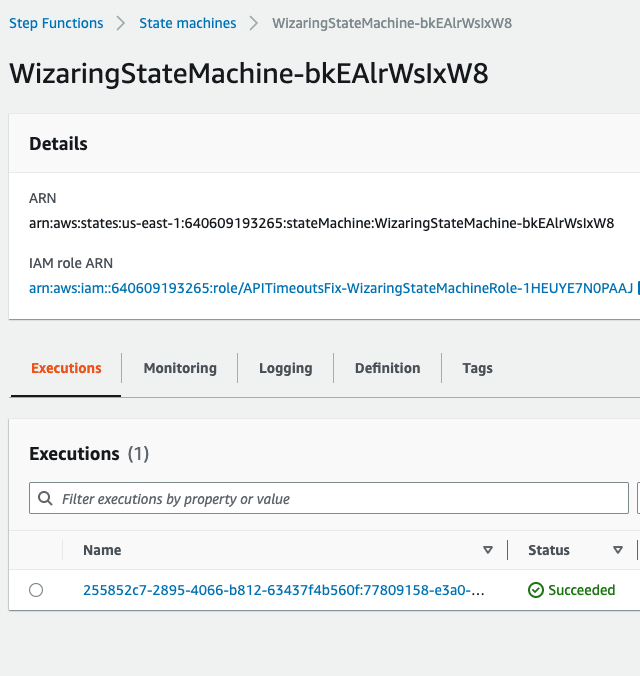 Step Functions > State machines > WizaringStateMachine-bkEAlrWsIxW8
WizaringStateMachine-bkEAlrWsIxW8
Details
ARN
arn:aws:states:us-east-1:640609193265:stateMachine:WizaringStateMachine-bkEAlrWsIxW8
IAM role ARN
arn:aws:iam::640609193265:role/APITimeoutsFix-WizaringStateMachineRole-1HEUYE7N0PAAJ
Executions Monitoring Logging Definition Tags
Executions (1)
Filter executions by property or value
Name Status
255852c7-2895-4066-b812-63437f4b560f:77809158-e3a0-... Succeeded